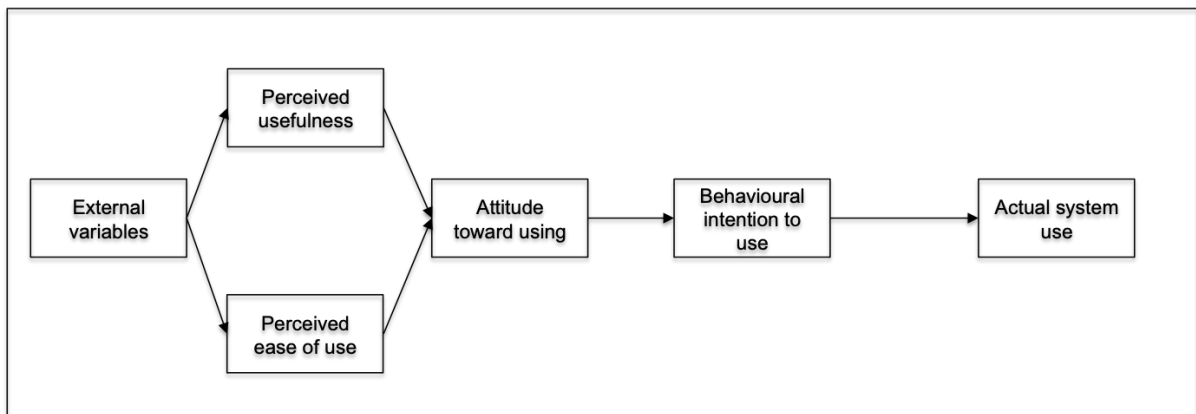 Perceived
usefulness
External
variables
Attitude
toward using
Behavioural
intention to
use
Actual system
use
Perceived
ease of use